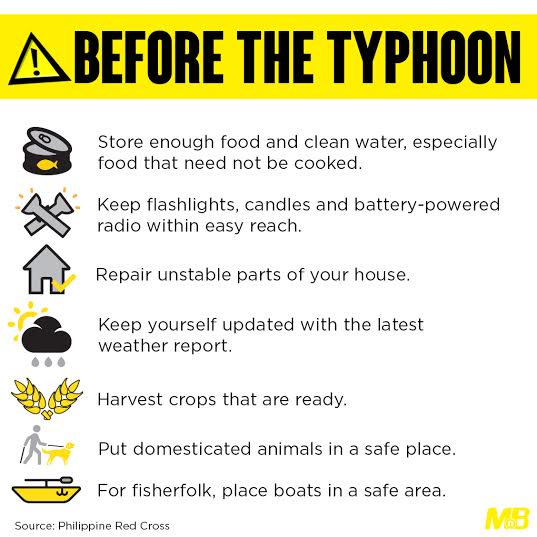 BEFORE THE TYPHOON
Store enough food and clean water, especially
food that need not be cooked.
Keep flashlights, candles and battery-powered
radio within easy reach.
Repair unstable parts of your house.
Keep yourself updated with the latest
weather report.
Harvest crops that are ready.
Put domesticated animals in a safe place.
For fisherfolk, place boats in a safe area.
Source: Philippine Red Cross
MB